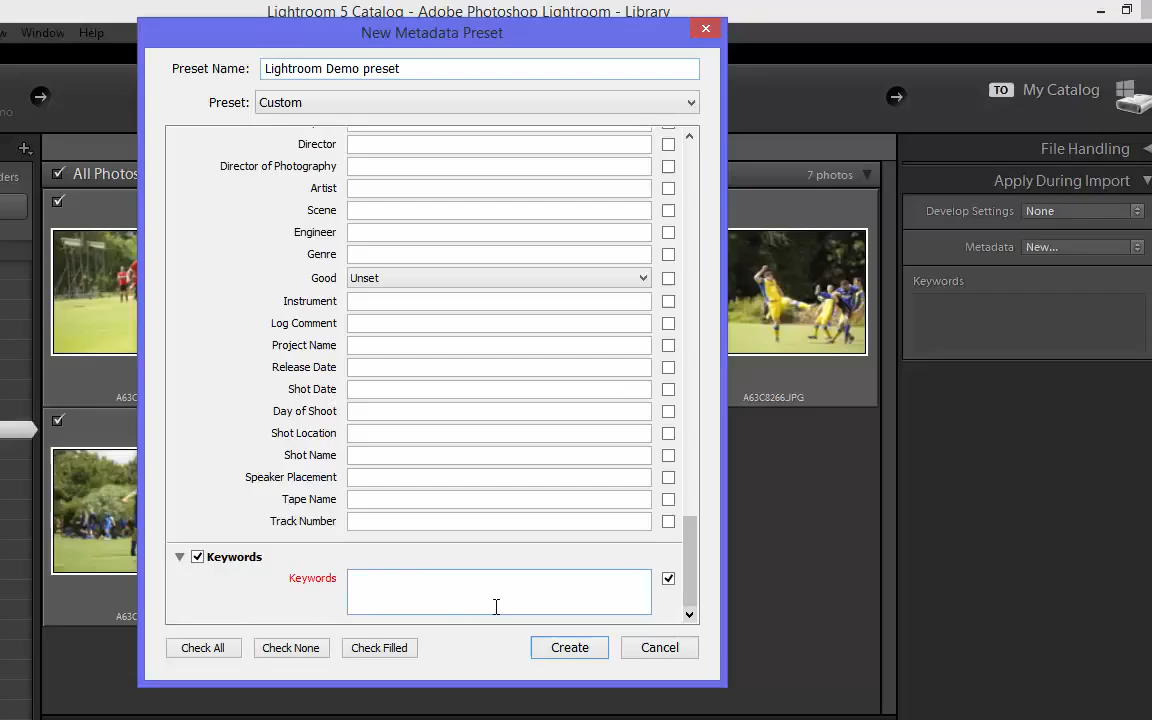 Lightroom 5 Catalog - Adobe Photoshop Lightroom - Library
Window Help
New Metadata Preset
Preset Name: Lightroom Demo preset
Preset: Custom
TO My Catalog
File Handling
All Photos
7 photos
Apply During Import
Develop Settings None
Metadata New...
Keywords
Director
Director of Photography
Artist
Scene
Engineer
Genre
Good Unset
Instrument
Log Comment
Project Name
Release Date
Shot Date
Day of Shoot
Shot Location
Shot Name
Speaker Placement
Tape Name
Track Number
A63C8266.JPG
Keywords
Keywords
Check All Check None Check Filled Create Cancel